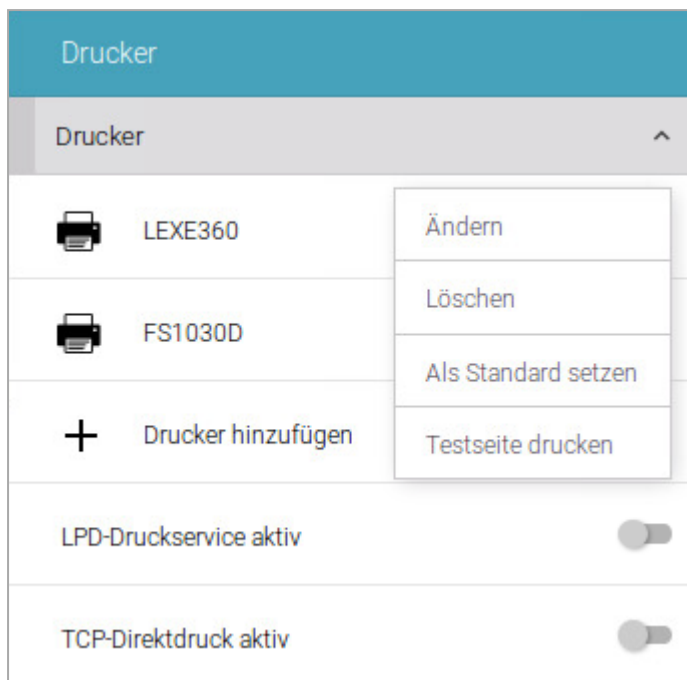 Drucker
Drucker
LEXE360
Ändern
Löschen
FS1030D
Als Standard setzen
Drucker hinzufügen
Testseite drucken
LPD-Druckservice aktiv
TCP-Direktdruck aktiv